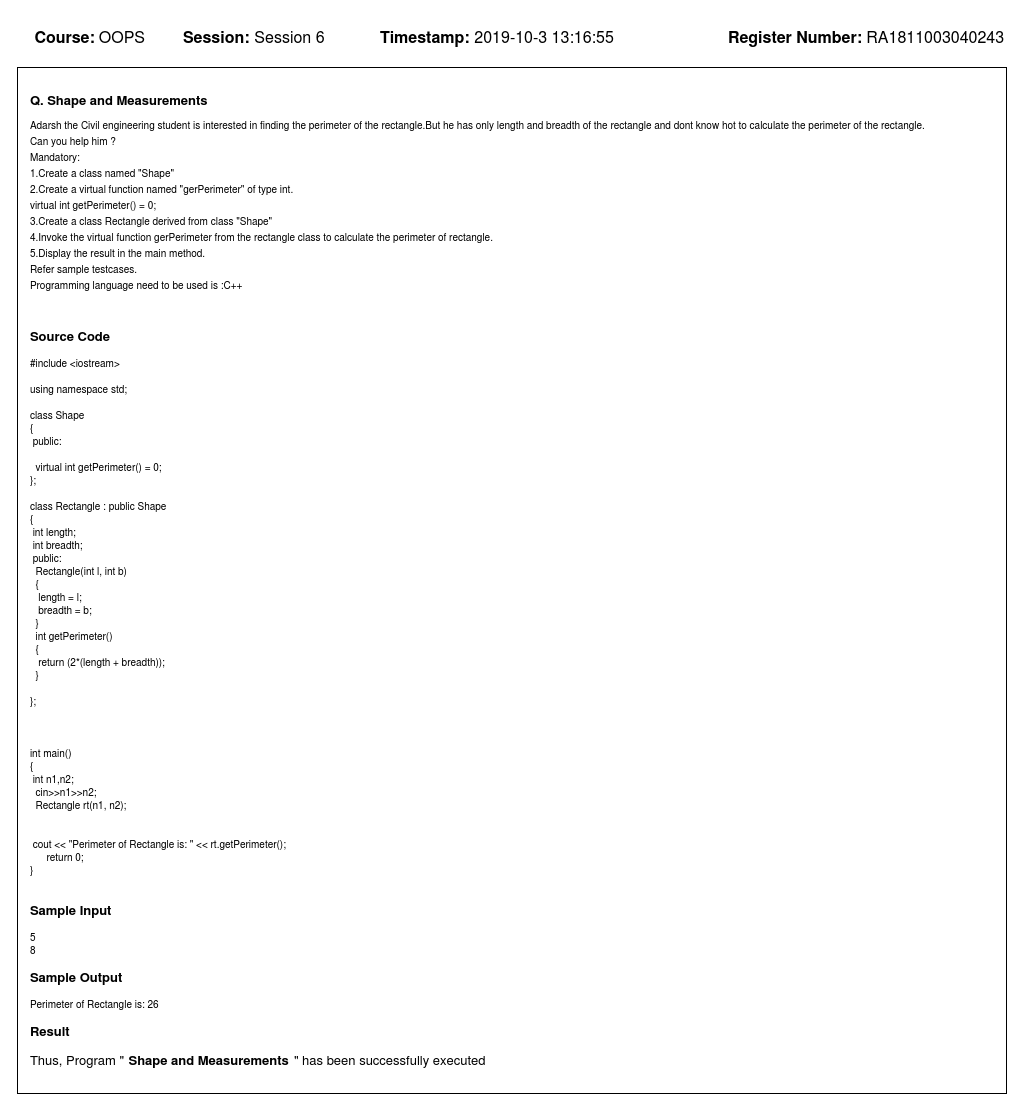 Course: OOPS Session: Session 6 Timestamp: 2019-10-3 13:16:55 Register Number: RA1811003040243
Q. Shape and Measurements
Adarsh the Civil engineering student is interested in finding the perimeter of the rectangle.But he has only length and breadth of the rectangle and dont know hot to calculate the perimeter of the rectangle.
Can you help him ?
Mandatory:
1.Create a class named "Shape"
2.Create a virtual function named "gerPerimeter" of type int.
virtual int getPerimeter() = 0;
3.Create a class Rectangle derived from class "Shape"
4.Invoke the virtual function gerPerimeter from the rectangle class to calculate the perimeter of rectangle.
5.Display the result in the main method.
Refer sample testcases.
Programming language need to be used is :C++
Source Code
#include <iostream>
using namespace std;
class Shape
{
public:
virtual int getPerimeter() = 0;
};
class Rectangle : public Shape
{
int length;
int breadth;
public:
Rectangle(int l, int b)
{
length = l;
breadth = b;
}
int getPerimeter()
{
return (2*(length + breadth));
}
};
int main()
{
int n1,n2;
cin>>n1>>n2;
Rectangle rt(n1, n2);
cout << "Perimeter of Rectangle is: " << rt.getPerimeter();
return 0;
}
Sample Input
5
8
Sample Output
Perimeter of Rectangle is: 26
Result
Thus, Program " Shape and Measurements " has been successfully executed